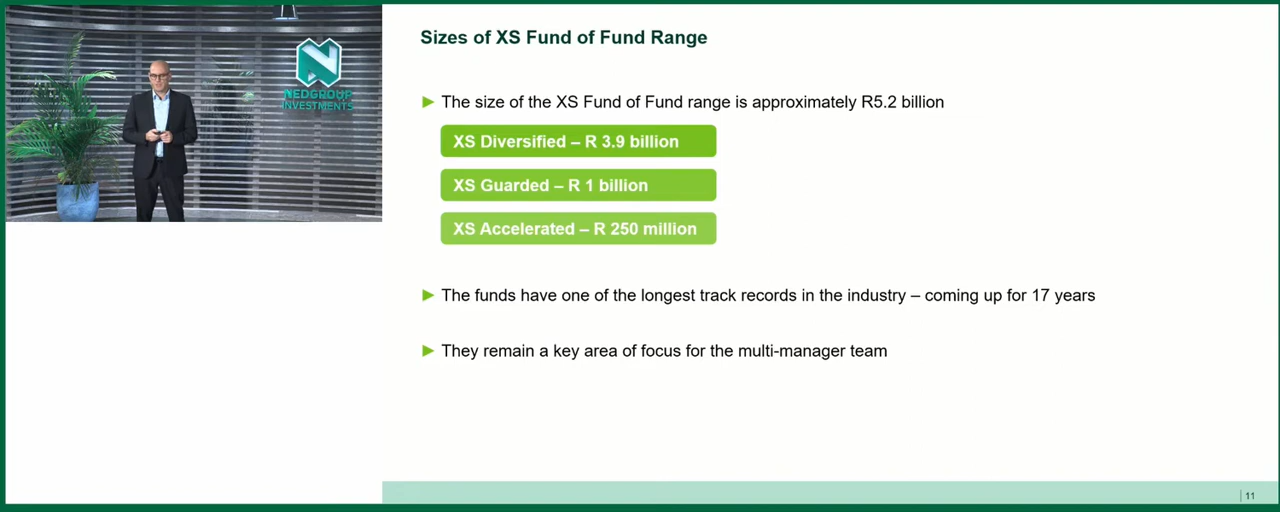 NEDGROUP
INVESTMENTS
Sizes of XS Fund of Fund Range
► The size of the XS Fund of Fund range is approximately R5.2 billion
XS Diversified – R 3.9 billion
XS Guarded – R 1 billion
XS Accelerated – R 250 million
► The funds have one of the longest track records in the industry – coming up for 17 years
► They remain a key area of focus for the multi-manager team
11